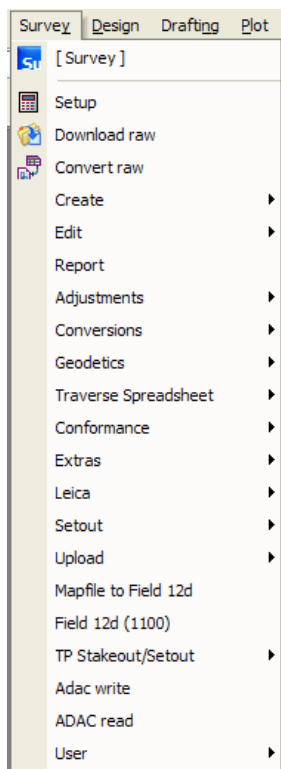 Survey Design Drafting Plot
[ Survey ]
Setup
Download raw
Convert raw
Create
Edit
Report
Adjustments
Conversions
Geodetics
Traverse Spreadsheet
Conformance
Extras
Leica
Setout
Upload
Mapfile to Field 12d
Field 12d (1100)
TP Stakeout/Setout
Adac write
ADAC read
User